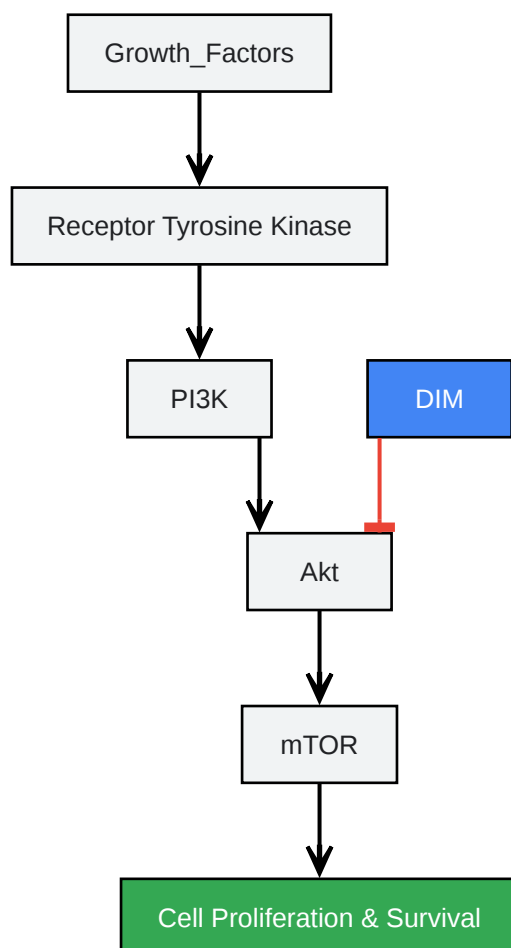 Growth_Factors
Receptor Tyrosine Kinase
PI3K
DIM
Akt
mTOR
Cell Proliferation & Survival